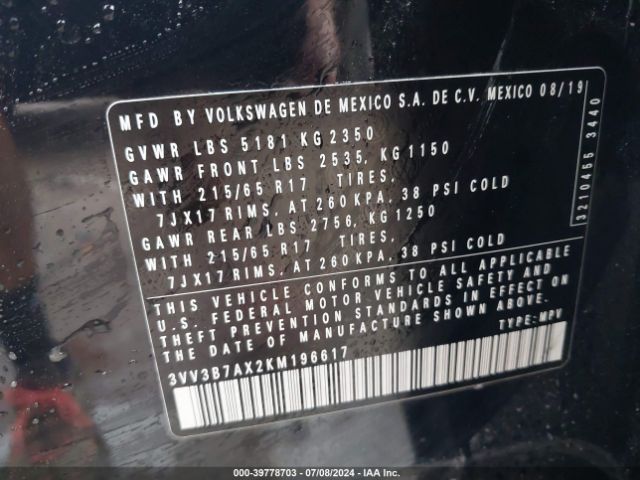 MFD BY VOLKSWAGEN DE MEXICO S.A. DE C.V. MEXICO 08/19
GVWR LBS 5181 KG 2350
GAWR FRONT LBS 2535, KG 1150
WITH 215/65 R17 TIRES,
7JX17 RIMS, AT 260 KPA, 38 PSI COLD
GAWR REAR LBS 2756, KG 1250
WITH 215/65 R17 TIRES,
7JX17 RIMS, AT 260 KPA, 38 PSI COLD
THIS VEHICLE CONFORMS TO ALL APPLICABLE
U.S. FEDERAL MOTOR VEHICLE SAFETY AND
THEFT PREVENTION STANDARDS IN EFFECT ON
THE DATE OF MANUFACTURE SHOWN ABOVE.
TYPE: MPV
3VV3B7AX2KM196617
3210455 3440
000-39778703 - 07/08/2024 - IAA Inc.